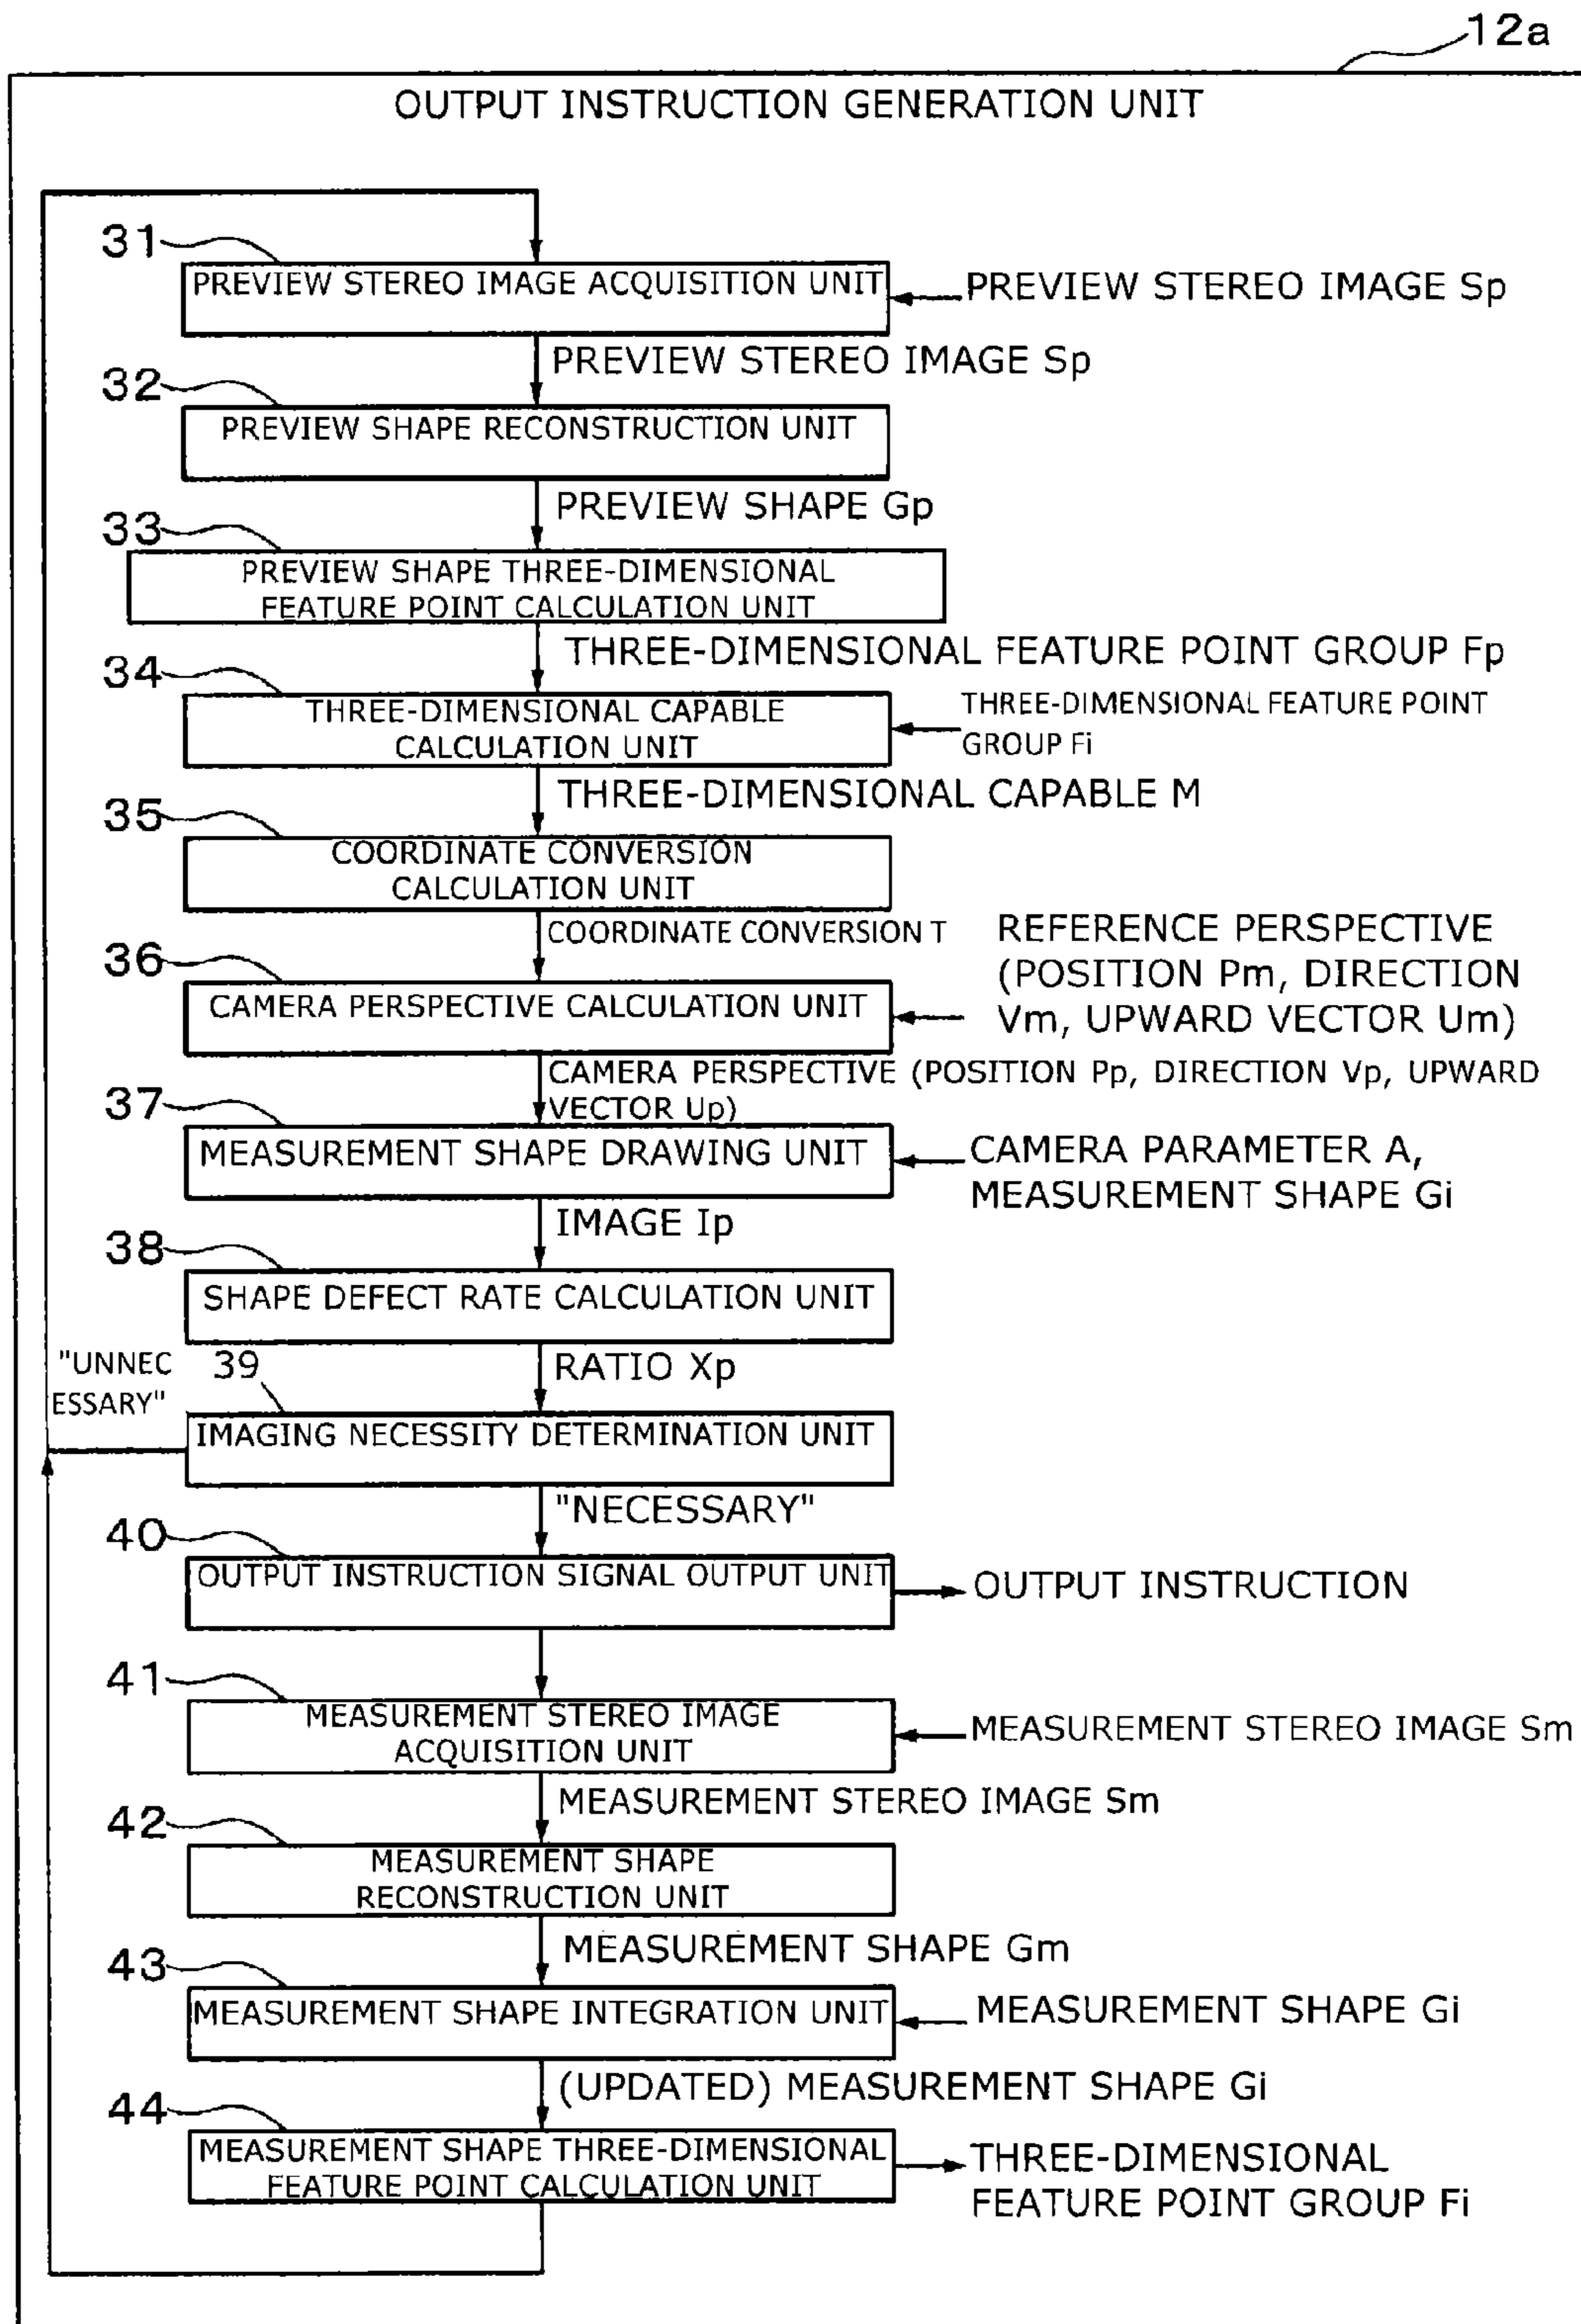 12a
OUTPUT INSTRUCTION GENERATION UNIT
31
PREVIEW STEREO IMAGE ACQUISITION UNIT
PREVIEW STEREO IMAGE Sp
PREVIEW STEREO IMAGE Sp
32
PREVIEW SHAPE RECONSTRUCTION UNIT
PREVIEW SHAPE Gp
33
PREVIEW SHAPE THREE-DIMENSIONAL
FEATURE POINT CALCULATION UNIT
THREE-DIMENSIONAL FEATURE POINT GROUP Fp
34
THREE-DIMENSIONAL CAPABLE
CALCULATION UNIT
THREE-DIMENSIONAL FEATURE POINT
GROUP Fi
THREE-DIMENSIONAL CAPABLE M
35
COORDINATE CONVERSION
CALCULATION UNIT
COORDINATE CONVERSION T
REFERENCE PERSPECTIVE
(POSITION Pm, DIRECTION
Vm, UPWARD VECTOR Um)
36
CAMERA PERSPECTIVE CALCULATION UNIT
CAMERA PERSPECTIVE (POSITION Pp, DIRECTION Vp, UPWARD
VECTOR Up)
37
MEASUREMENT SHAPE DRAWING UNIT
CAMERA PARAMETER A,
MEASUREMENT SHAPE Gi
IMAGE Ip
38
SHAPE DEFECT RATE CALCULATION UNIT
RATIO Xp
"UNNEC
ESSARY"
39
IMAGING NECESSITY DETERMINATION UNIT
"NECESSARY"
40
OUTPUT INSTRUCTION SIGNAL OUTPUT UNIT
OUTPUT INSTRUCTION
41
MEASUREMENT STEREO IMAGE
ACQUISITION UNIT
MEASUREMENT STEREO IMAGE Sm
MEASUREMENT STEREO IMAGE Sm
42
MEASUREMENT SHAPE
RECONSTRUCTION UNIT
MEASUREMENT SHAPE Gm
43
MEASUREMENT SHAPE INTEGRATION UNIT
MEASUREMENT SHAPE Gi
(UPDATED) MEASUREMENT SHAPE Gi
44
MEASUREMENT SHAPE THREE-DIMENSIONAL
FEATURE POINT CALCULATION UNIT
THREE-DIMENSIONAL
FEATURE POINT GROUP Fi